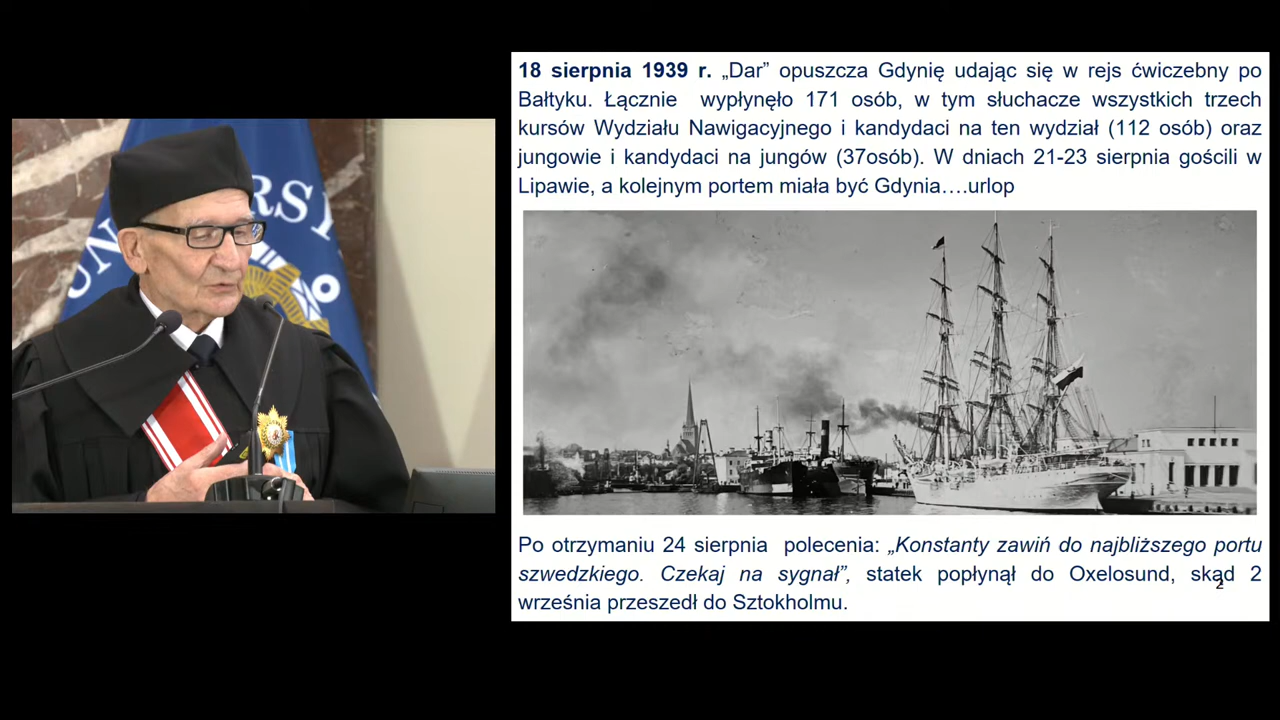 UNI ERSY
18 sierpnia 1939 r. „Dar” opuszcza Gdynię udając się w rejs ćwiczebny po
Bałtyku. Łącznie wypłynęło 171 osób, w tym słuchacze wszystkich trzech
kursów Wydziału Nawigacyjnego i kandydaci na ten wydział (112 osób) oraz
jungowie i kandydaci na jungów (37osób). W dniach 21-23 sierpnia gościli w
Lipawie, a kolejnym portem miała być Gdynia….urlop
Po otrzymaniu 24 sierpnia polecenia: „Konstanty zawiń do najbliższego portu
szwedzkiego. Czekaj na sygnał”, statek popłynął do Oxelosund, skąd 2
września przeszedł do Sztokholmu.
2